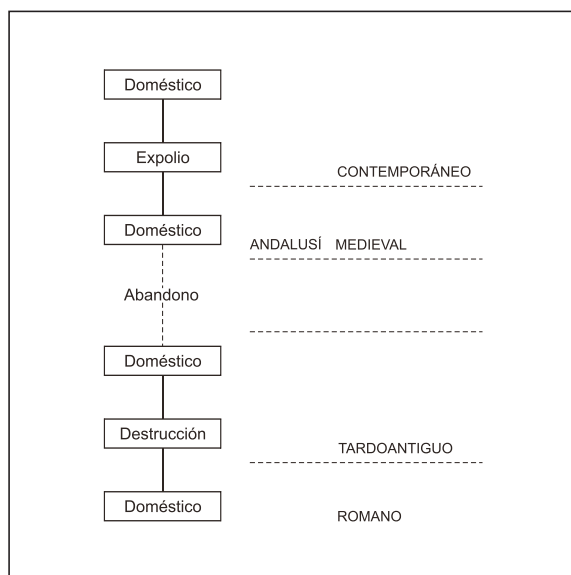 Doméstico
Expolio
CONTEMPORÁNEO
Doméstico
ANDALUSÍ MEDIEVAL
Abandono
Doméstico
Destrucción
TARDOANTIGUO
Doméstico
ROMANO